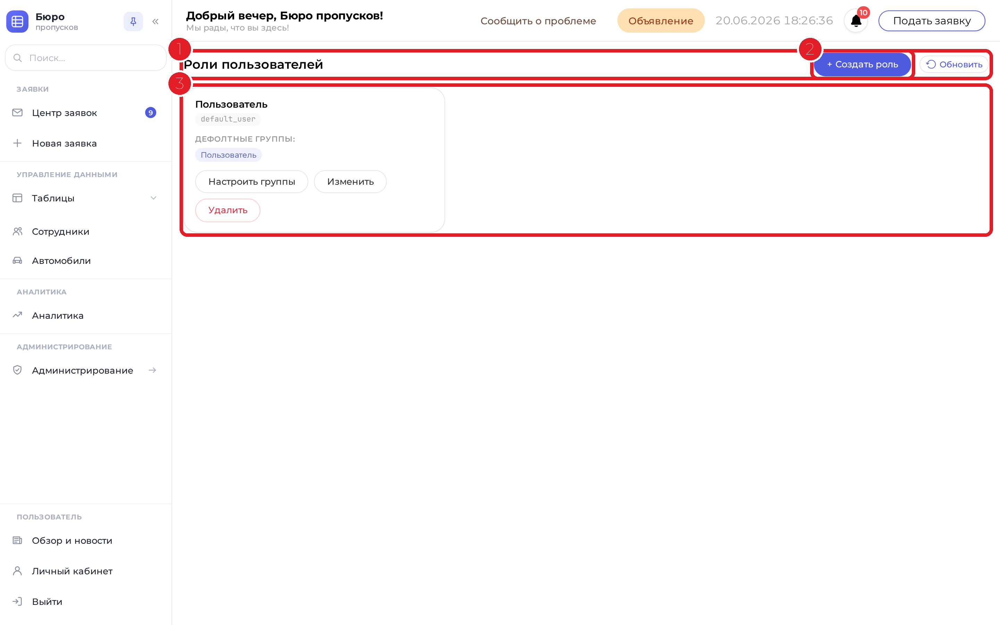 Бюро
пропусков
Поиск...
ЗАЯВКИ
Центр заявок 9
Новая заявка
УПРАВЛЕНИЕ ДАННЫМИ
Таблицы
Сотрудники
Автомобили
АНАЛИТИКА
Аналитика
АДМИНИСТРИРОВАНИЕ
Администрирование
ПОЛЬЗОВАТЕЛЬ
Обзор и новости
Личный кабинет
Выйти
Добрый вечер, Бюро пропусков!
Мы рады, что вы здесь!
Сообщить о проблеме
Объявление
20.06.2026 18:26:36
10
Подать заявку
1
Роли пользователей
2
+ Создать роль
Обновить
3
Пользователь
default_user
ДЕФОЛТНЫЕ ГРУППЫ:
Пользователь
Настроить группы
Изменить
Удалить